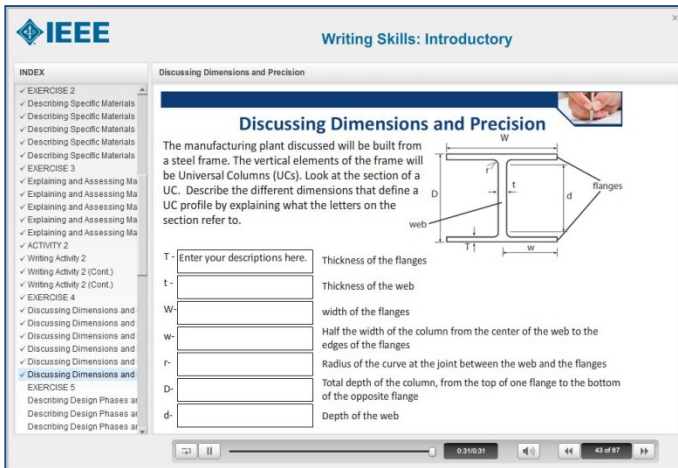 IEEE
Writing Skills: Introductory
INDEX
Discussing Dimensions and Precision
✓ EXERCISE 2
✓ Describing Specific Materials
✓ Describing Specific Materials
✓ Describing Specific Materials
✓ Describing Specific Materials
✓ Describing Specific Materials
✓ EXERCISE 3
✓ Explaining and Assessing Ma
✓ Explaining and Assessing Ma
✓ Explaining and Assessing Ma
✓ Explaining and Assessing Ma
✓ Explaining and Assessing Ma
✓ ACTIVITY 2
✓ Writing Activity 2
✓ Writing Activity 2 (Cont.)
✓ Writing Activity 2 (Cont.)
✓ EXERCISE 4
✓ Discussing Dimensions and
✓ Discussing Dimensions and
✓ Discussing Dimensions and
✓ Discussing Dimensions and
✓ Discussing Dimensions and
✓ Discussing Dimensions and
EXERCISE 5
Describing Design Phases ar
Describing Design Phases ar
Describing Design Phases ar
Discussing Dimensions and Precision
The manufacturing plant discussed will be built from
a steel frame. The vertical elements of the frame will
be Universal Columns (UCs). Look at the section of a
UC. Describe the different dimensions that define a
UC profile by explaining what the letters on the
section refer to.
W
r
D
t
d
flanges
web
T
w
T - Enter your descriptions here. Thickness of the flanges
t - Thickness of the web
W- width of the flanges
w- Half the width of the column from the center of the web to the
edges of the flanges
r- Radius of the curve at the joint between the web and the flanges
D- Total depth of the column, from the top of one flange to the bottom
of the opposite flange
d- Depth of the web
0:31/0:31
43 of 87